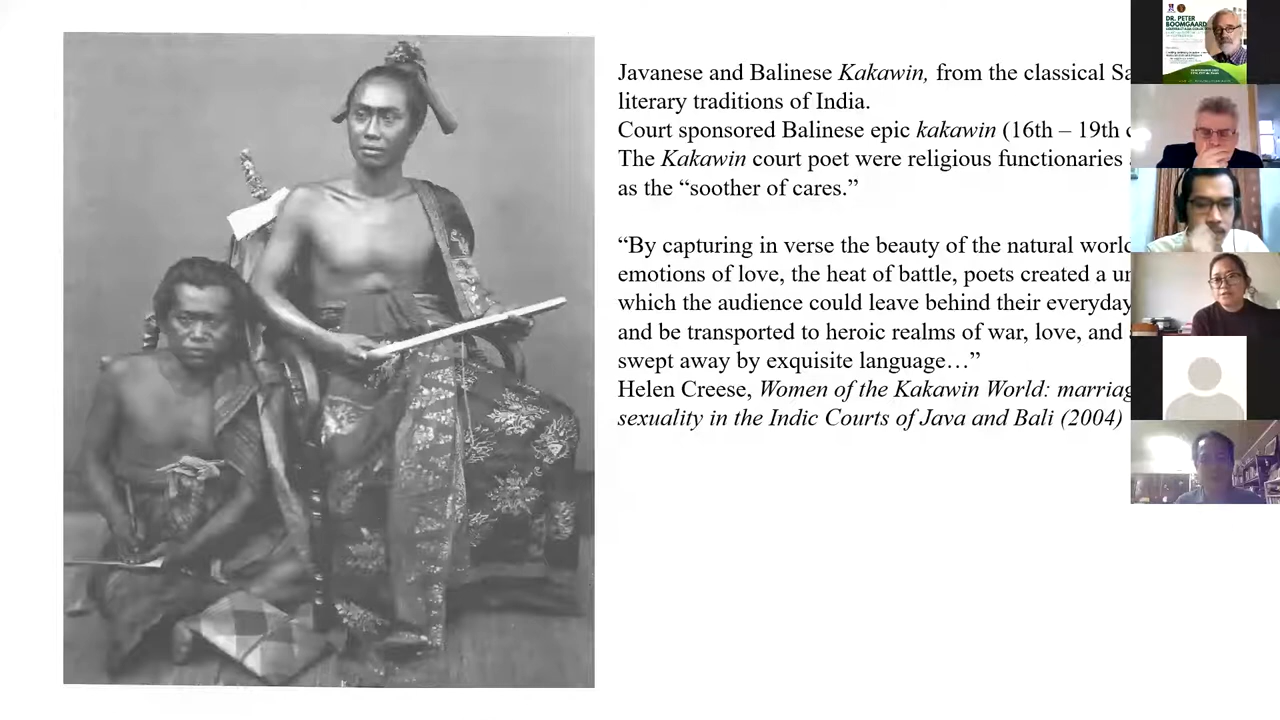 Javanese and Balinese Kakawin, from the classical
literary traditions of India.
Court sponsored Balinese epic kakawin (16th – 19th
The Kakawin court poet were religious functionaries
as the “soother of cares.”
“By capturing in verse the beauty of the natural
emotions of love, the heat of battle, poets created a
which the audience could leave behind their everyday
and be transported to heroic realms of war, love, and
swept away by exquisite language…”
Helen Creese, Women of the Kakawin World:
sexuality in the Indic Courts of Java and Bali (2004)
DR. PETER
BOOMGAARD